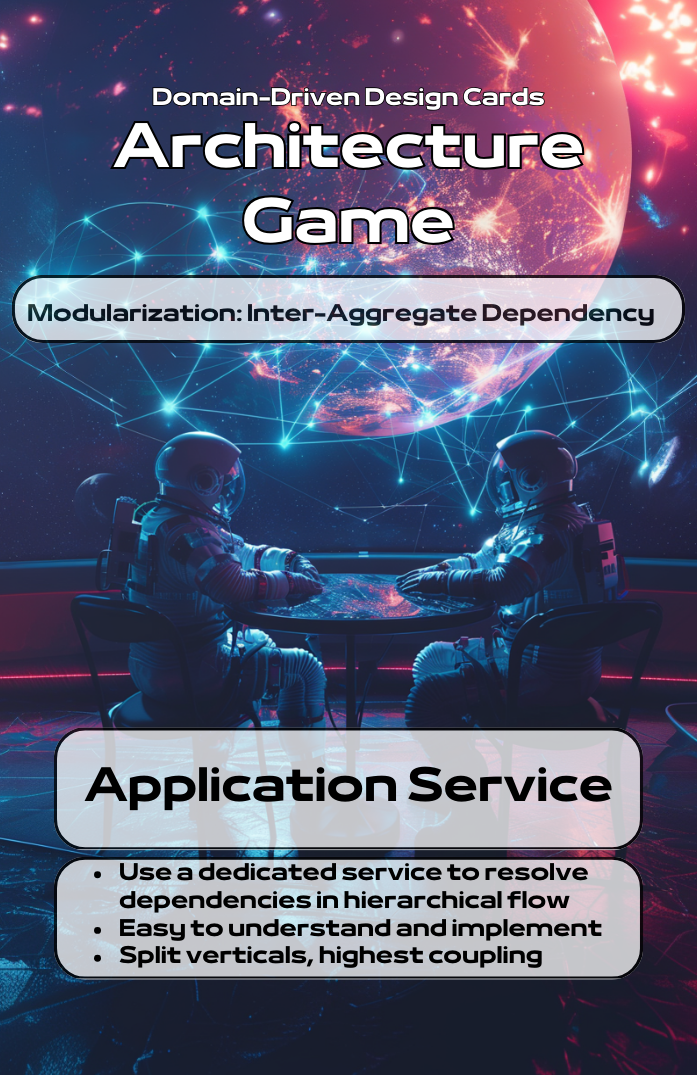 Domain-Driven Design Cards
Architecture
Game
Modularization: Inter-Aggregate Dependency
Application Service
• Use a dedicated service to resolve
dependencies in hierarchical flow
• Easy to understand and implement
• Split verticals, highest coupling